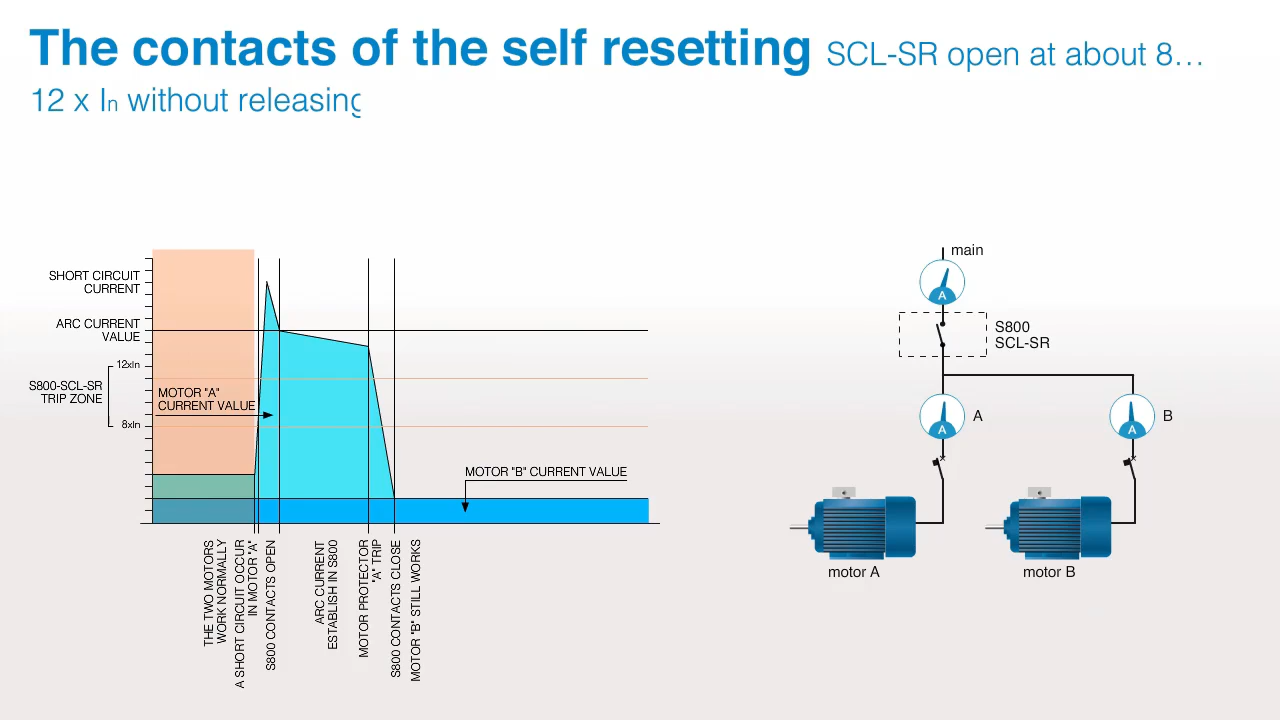 The contacts of the self resetting SCL-SR open at about 8…
12 x In without releasing
SHORT CIRCUIT
CURRENT
ARC CURRENT
VALUE
12xIn
S800-SCL-SR
TRIP ZONE
8xIn
MOTOR "A"
CURRENT VALUE
MOTOR "B" CURRENT VALUE
THE TWO MOTORS
WORK NORMALLY
A SHORT CIRCUIT OCCUR
IN MOTOR "A"
S800 CONTACTS OPEN
ARC CURRENT
ESTABLISH IN S800
MOTOR PROTECTOR
"A" TRIP
S800 CONTACTS CLOSE
MOTOR "B" STILL WORKS
main
A
S800
SCL-SR
A
A
A
B
motor A
motor B